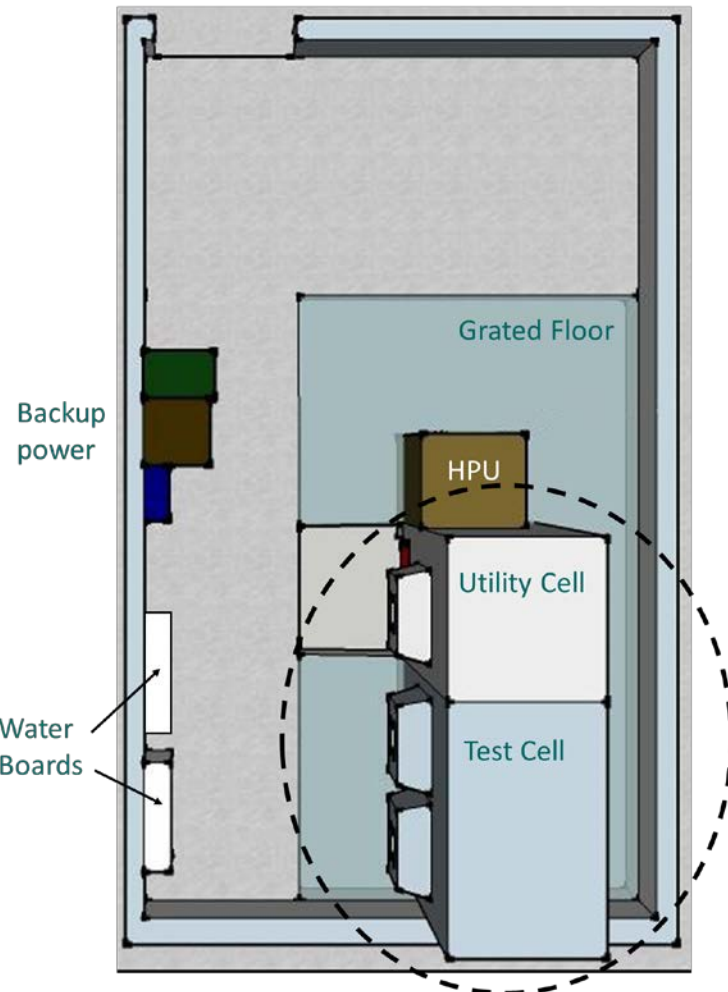 Grated Floor
Backup
power
HPU
Utility Cell
Water
Boards
Test Cell